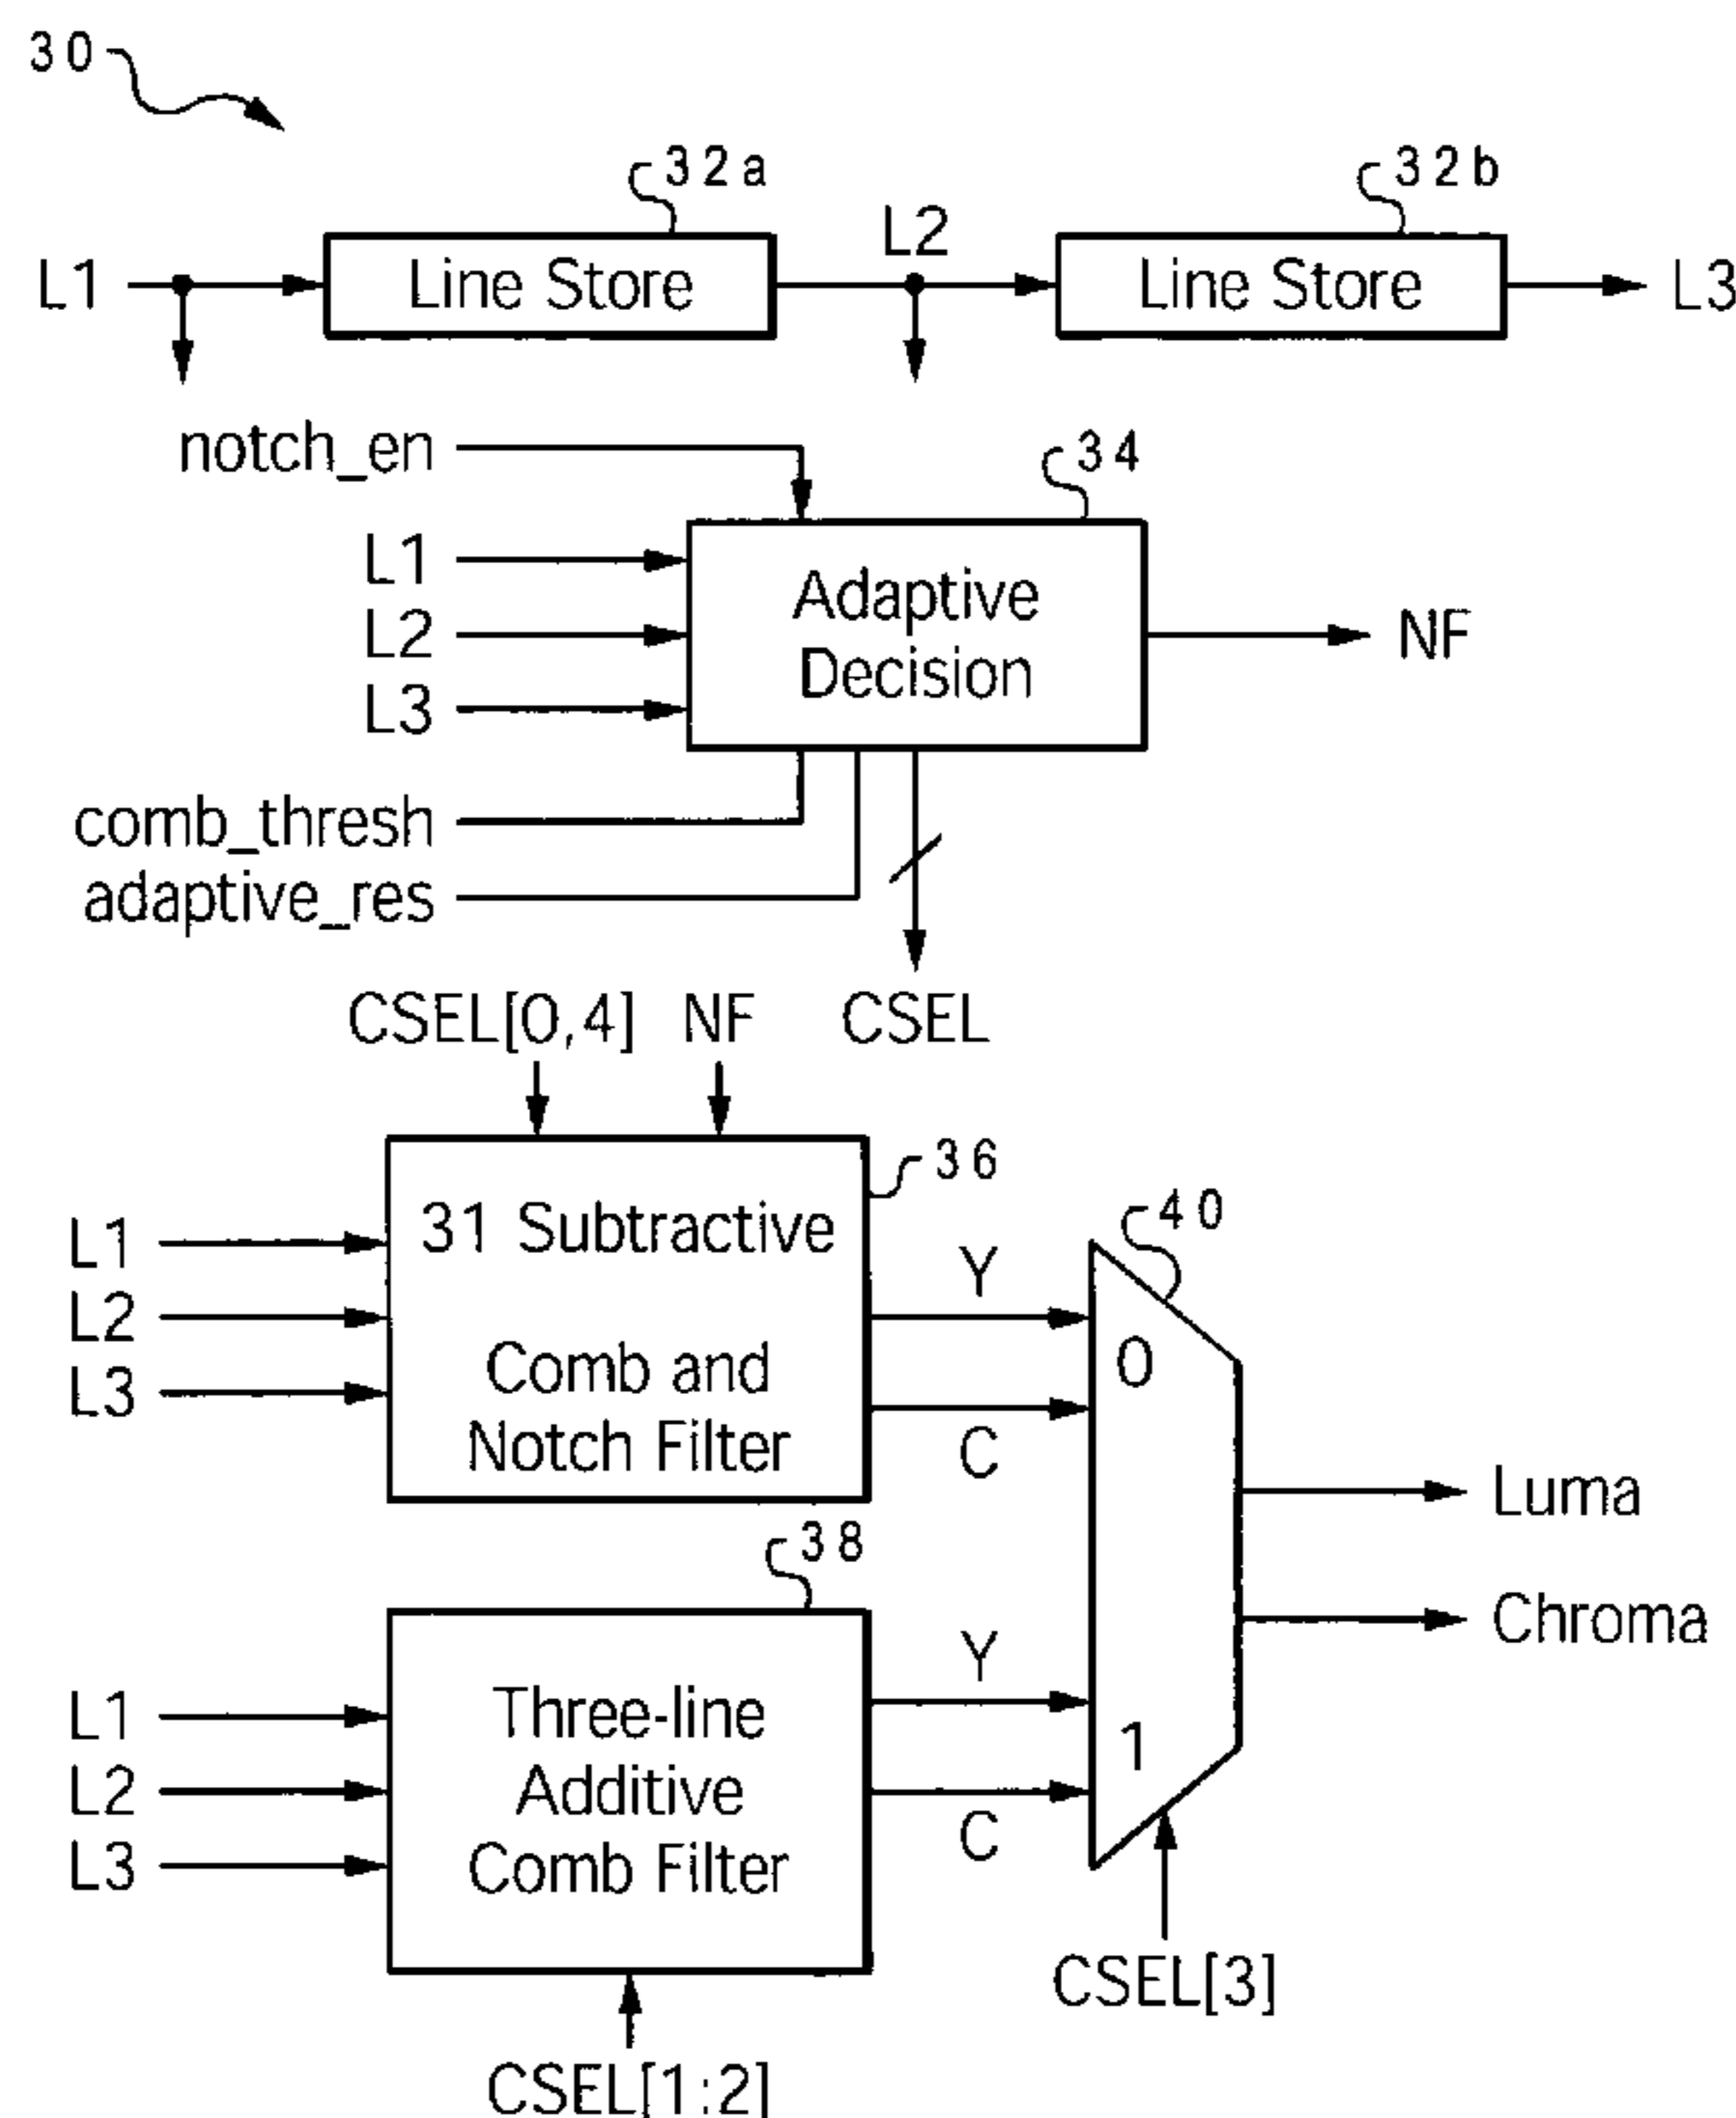 30
32a
32b
L1
Line Store
L2
Line Store
L3
notch_en
34
L1
L2
L3
Adaptive
Decision
NF
comb_thresh
adaptive_res
CSEL[0,4]
NF
CSEL
36
L1
L2
L3
31 Subtractive
Comb and
Notch Filter
Y
C
40
0
1
Luma
Chroma
38
L1
L2
L3
Three-line
Additive
Comb Filter
Y
C
CSEL[3]
CSEL[1:2]